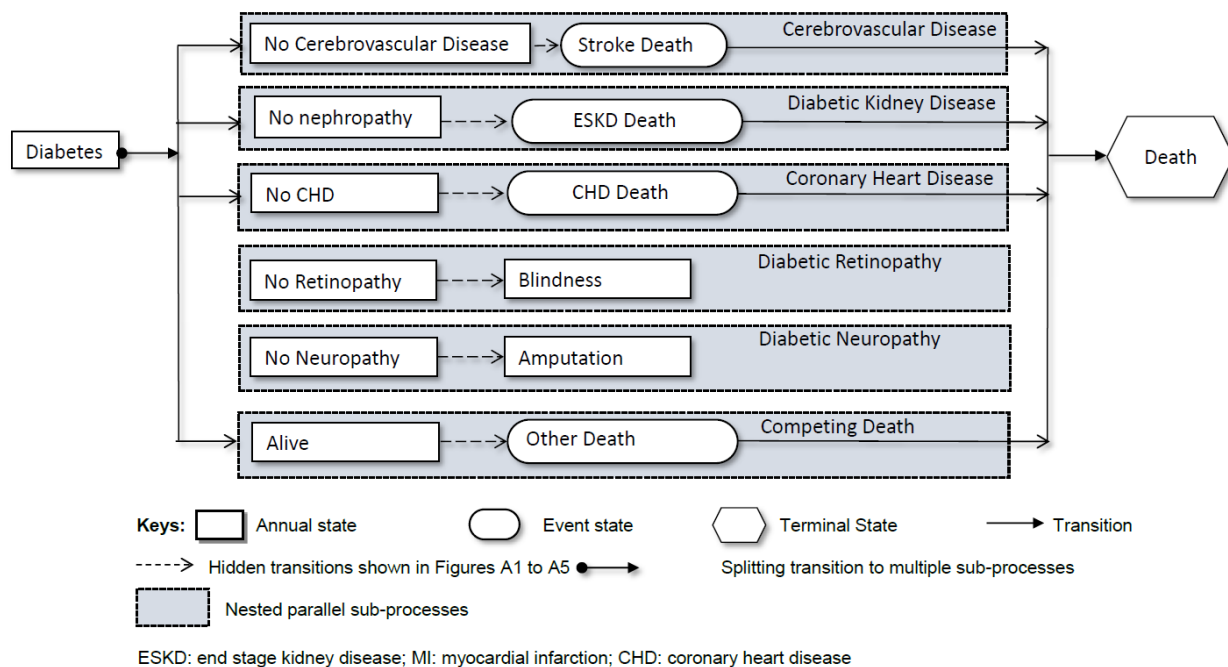 No Cerebrovascular Disease
Stroke Death
Cerebrovascular Disease
No nephropathy
ESKD Death
Diabetic Kidney Disease
Diabetes
Death
No CHD
CHD Death
Coronary Heart Disease
No Retinopathy
Blindness
Diabetic Retinopathy
No Neuropathy
Amputation
Diabetic Neuropathy
Alive
Other Death
Competing Death
Keys: Annual state Event state Terminal State Transition
Hidden transitions shown in Figures A1 to A5 Splitting transition to multiple sub-processes
Nested parallel sub-processes
ESKD: end stage kidney disease; MI: myocardial infarction; CHD: coronary heart disease